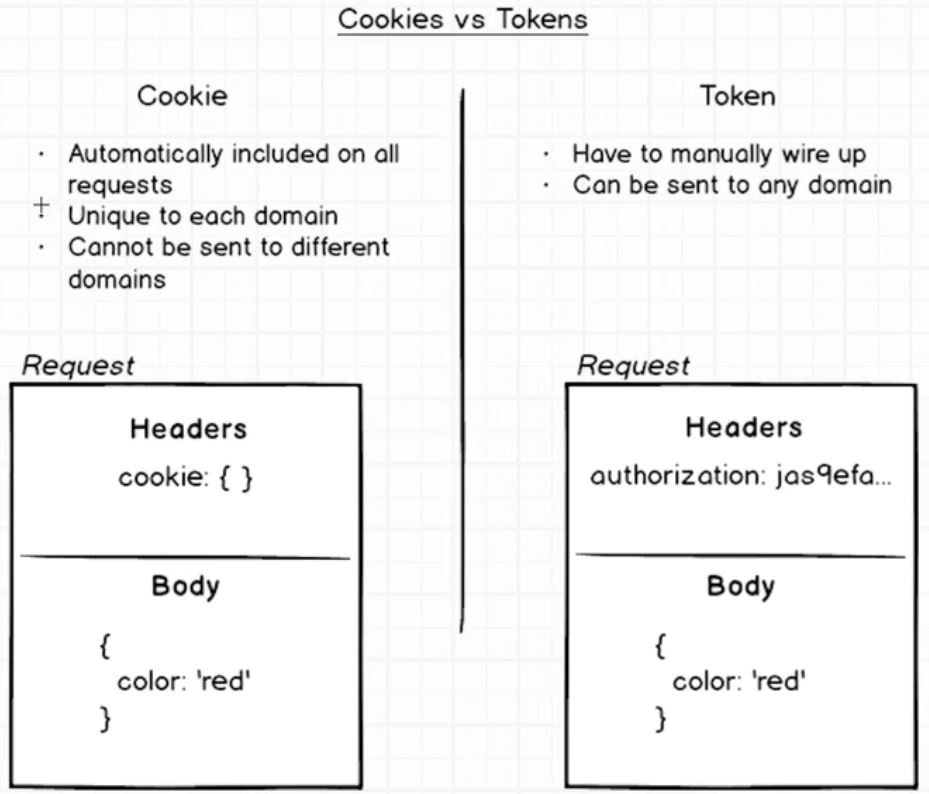 Cookies vs Tokens
Cookie
· Automatically included on all
requests
· Unique to each domain
· Cannot be sent to different
domains
Request
Headers
cookie: { }
Body
{
color: 'red'
}
Token
· Have to manually wire up
· Can be sent to any domain
Request
Headers
authorization: jas9efa...
Body
{
color: 'red'
}